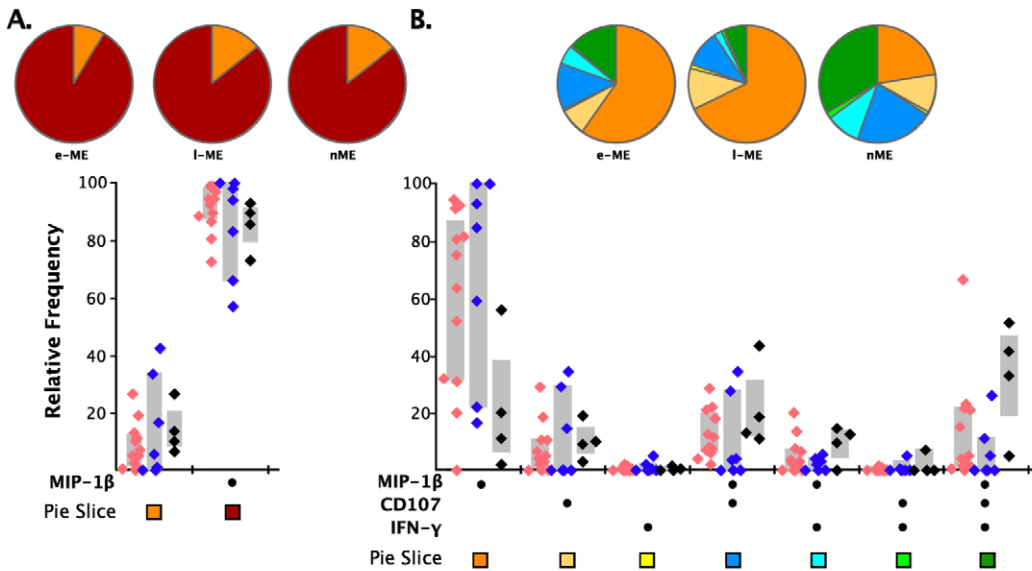 A.
B.
e-ME
l-ME
nME
e-ME
l-ME
nME
Relative Frequency
100
80
60
40
20
100
80
60
40
20
MIP-1β
Pie Slice
MIP-1β
CD107
IFN-γ
Pie Slice